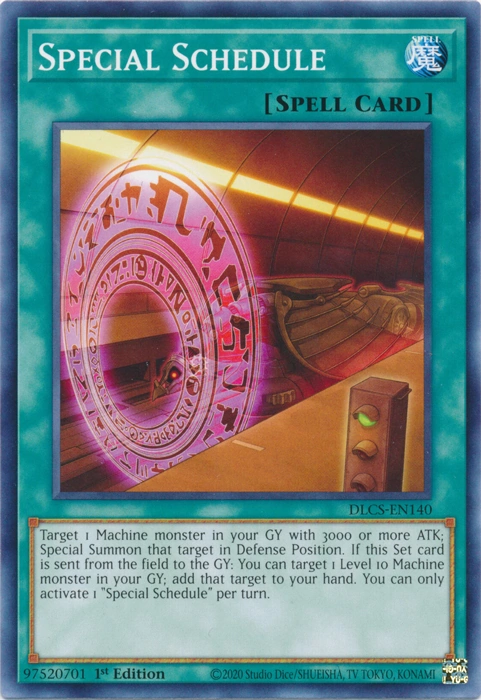 SPECIAL SCHEDULE
SPELL
魔
[SPELL CARD]
DLCS-EN140
Target 1 Machine monster in your GY with 3000 or more ATK;
Special Summon that target in Defense Position. If this Set card
is sent from the field to the GY: You can target 1 Level 10 Machine
monster in your GY; add that target to your hand. You can only
activate 1 "Special Schedule" per turn.
97520701 1st Edition
©2020 Studio Dice/SHUEISHA, TV TOKYO, KONAMI